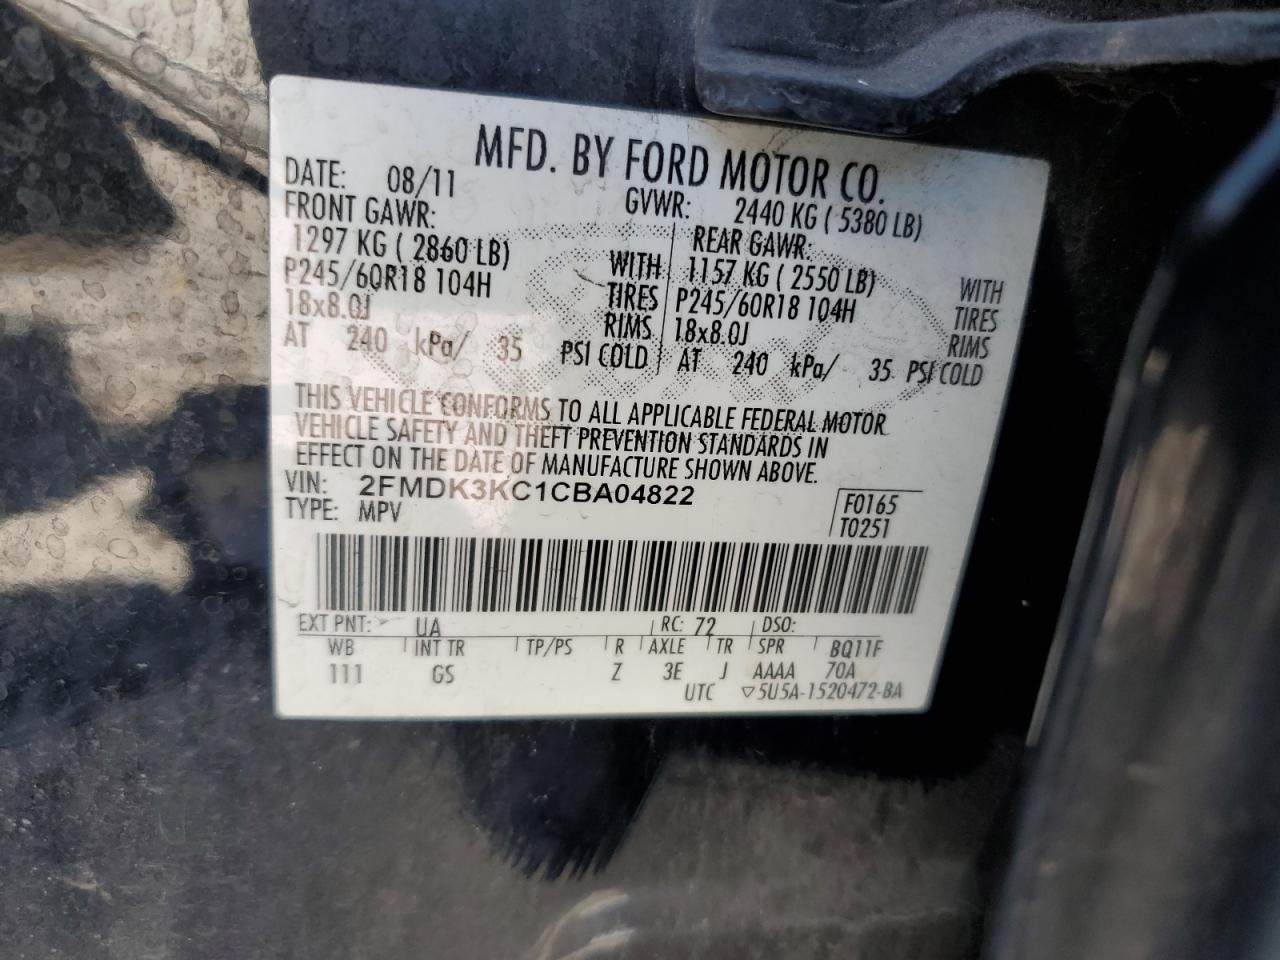 MFD. BY FORD MOTOR CO.
DATE: 08/11 GVWR: 2440 KG ( 5380 LB)
FRONT GAWR: REAR GAWR:
1297 KG ( 2860 LB) WITH 1157 KG ( 2550 LB) WITH
P245/60R18 104H TIRES P245/60R18 104H TIRES
18x8.0J RIMS 18x8.0J RIMS
AT 240 kPa/ 35 PSI COLD AT 240 kPa/ 35 PSI COLD
THIS VEHICLE CONFORMS TO ALL APPLICABLE FEDERAL MOTOR
VEHICLE SAFETY AND THEFT PREVENTION STANDARDS IN
EFFECT ON THE DATE OF MANUFACTURE SHOWN ABOVE.
VIN: 2FMDK3KC1CBA04822 F0165
TYPE: MPV T0251
EXT PNT: UA RC: 72 DSO:
WB INT TR TP/PS R AXLE TR SPR BQ11F
111 GS Z 3E J AAAA 70A
UTC ▽5U5A-1520472-BA